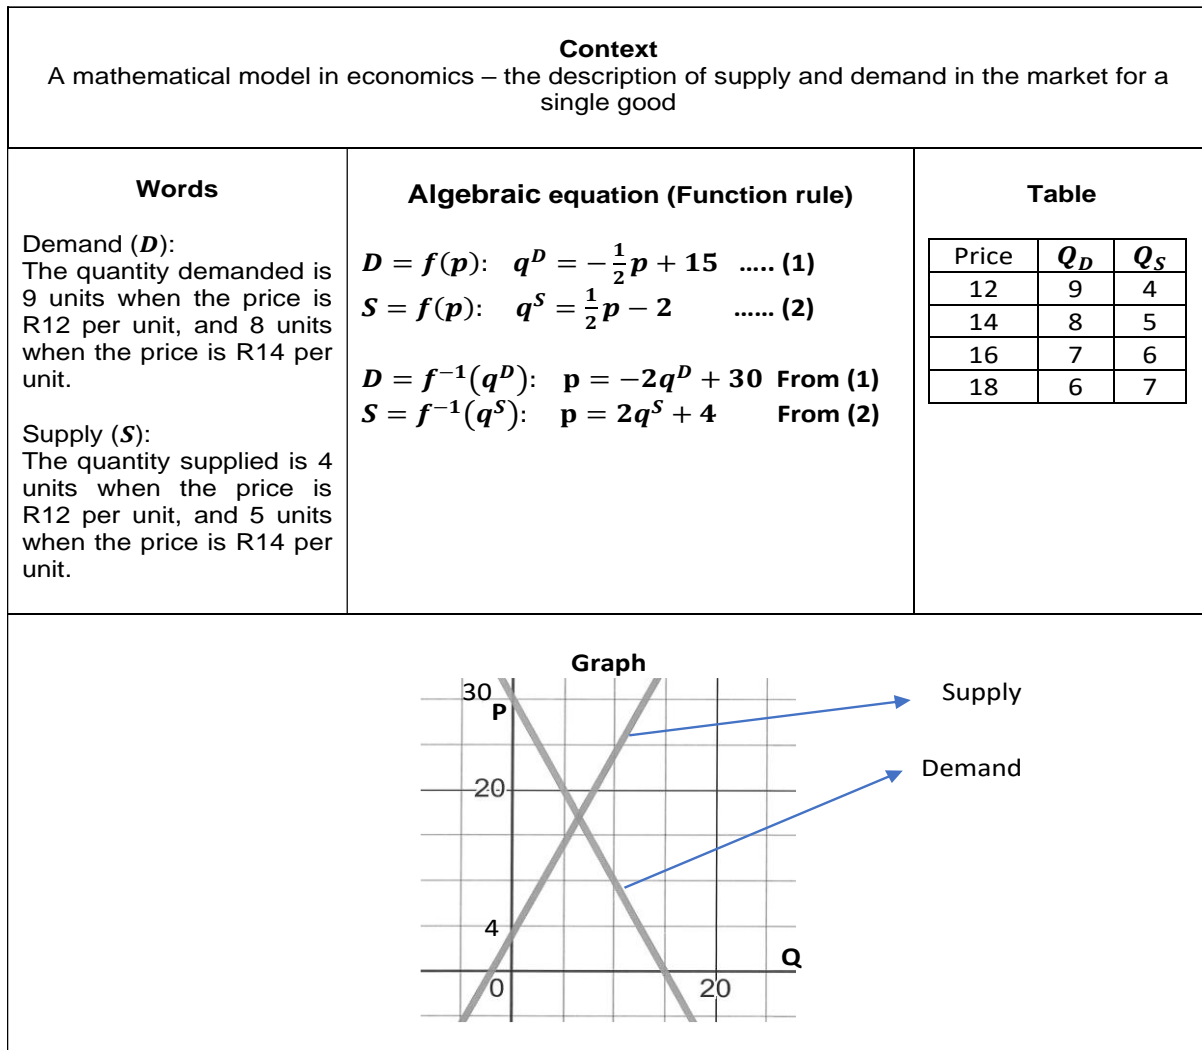 Context
A mathematical model in economics – the description of supply and demand in the market for a
single good
Words
Demand (D):
The quantity demanded is
9 units when the price is
R12 per unit, and 8 units
when the price is R14 per
unit.
Supply (S):
The quantity supplied is 4
units when the price is
R12 per unit, and 5 units
when the price is R14 per
unit.
Algebraic equation (Function rule)
D = f(p): q^D = −1/2 p + 15 ..... (1)
S = f(p): q^S = 1/2 p − 2 ...... (2)
D = f⁻¹(q^D): p = −2q^D + 30 From (1)
S = f⁻¹(q^S): p = 2q^S + 4 From (2)
Table
Price Q_D Q_S
12 9 4
14 8 5
16 7 6
18 6 7
Graph
30
P
20
4
0
20
Q
Supply
Demand